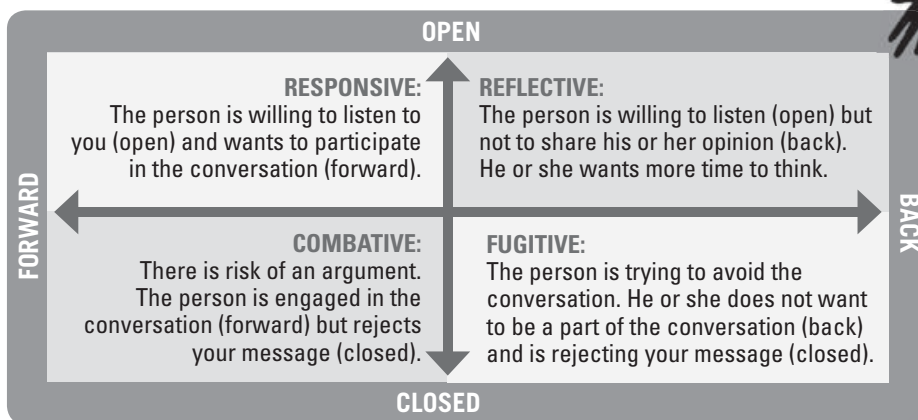 OPEN
RESPONSIVE:
The person is willing to listen to
you (open) and wants to participate
in the conversation (forward).
REFLECTIVE:
The person is willing to listen (open) but
not to share his or her opinion (back).
He or she wants more time to think.
FORWARD
BACK
COMBATIVE:
There is risk of an argument.
The person is engaged in the
conversation (forward) but rejects
your message (closed).
FUGITIVE:
The person is trying to avoid the
conversation. He or she does not want
to be a part of the conversation (back)
and is rejecting your message (closed).
CLOSED